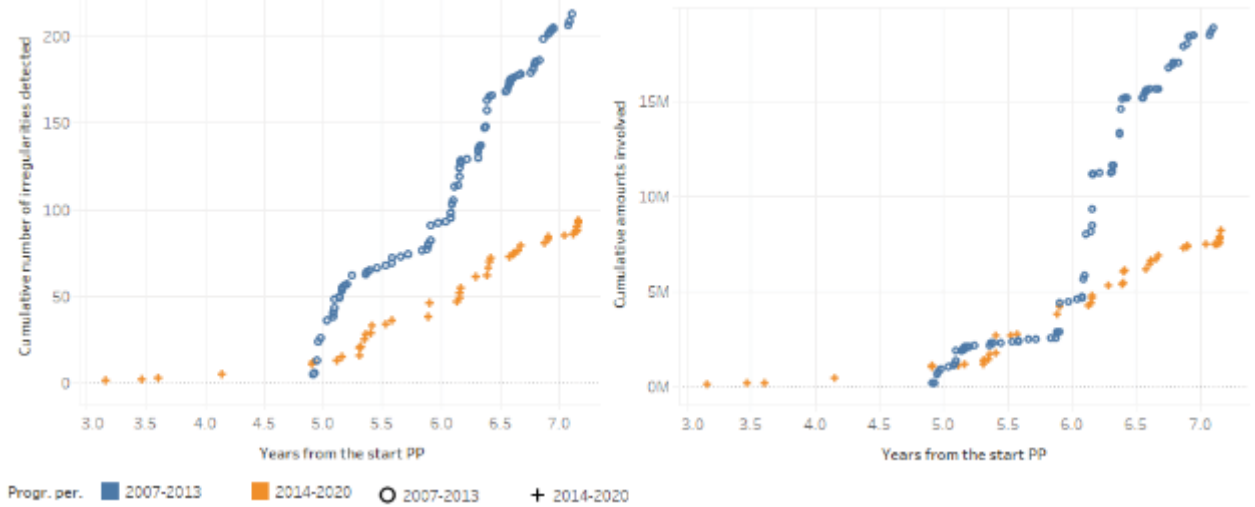 Cumulative number of irregularities detected
200
150
100
50
0
3.0 3.5 4.0 4.5 5.0 5.5 6.0 6.5 7.0
Years from the start PP
Cumulative amounts involved
15M
10M
5M
0M
3.0 3.5 4.0 4.5 5.0 5.5 6.0 6.5 7.0
Years from the start PP
Progr. per. 2007-2013 2014-2020 2007-2013 2014-2020